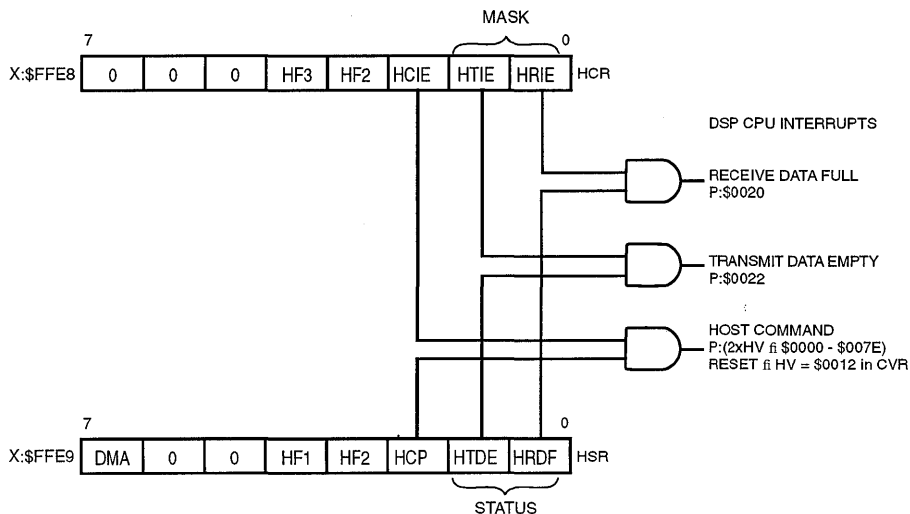 MASK
7 0
X:$FFE8 0 0 0 HF3 HF2 HCIE HTIE HRIE HCR
DSP CPU INTERRUPTS
RECEIVE DATA FULL
P:$0020
TRANSMIT DATA EMPTY
P:$0022
HOST COMMAND
P:(2xHV fi $0000 - $007E)
RESET fi HV = $0012 in CVR
7 0
X:$FFE9 DMA 0 0 HF1 HF2 HCP HTDE HRDF HSR
STATUS